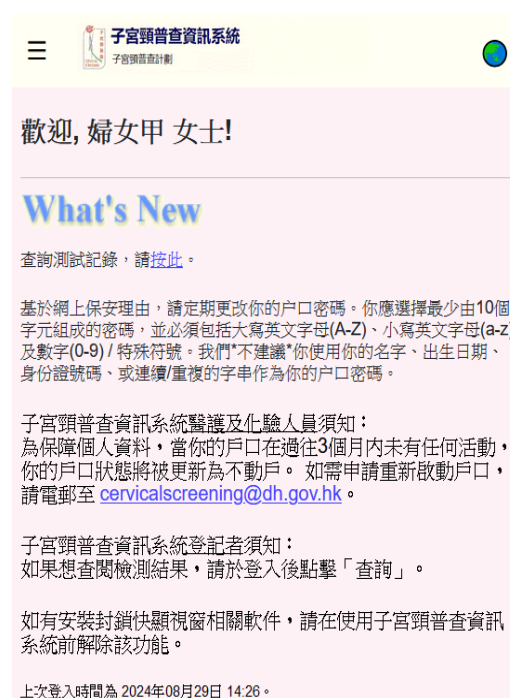 子宮頸普查資訊系統
子宮頸普查計劃
歡迎, 婦女甲 女士!
What's New
查詢測試記錄，請按此。
基於網上保安理由，請定期更改你的户口密碼。你應選擇最少由10個
字元組成的密碼，並必須包括大寫英文字母(A-Z)、小寫英文字母(a-z)
及數字(0-9) / 特殊符號。我們*不建議*你使用你的名字、出生日期、
身份證號碼、或連續/重複的字串作為你的户口密碼。
子宮頸普查資訊系統醫護及化驗人員須知：
為保障個人資料，當你的戶口在過往3個月内未有任何活動，
你的戶口狀態將被更新為不動戶。 如需申請重新啟動戶口，
請電郵至 cervicalscreening@dh.gov.hk。
子宮頸普查資訊系統登記者須知：
如果想查閱檢測結果，請於登入後點擊「查詢」。
如有安裝封鎖快顯視窗相關軟件，請在使用子宮頸普查資訊
系統前解除該功能。
上次登入時間為 2024年08月29日 14:26。